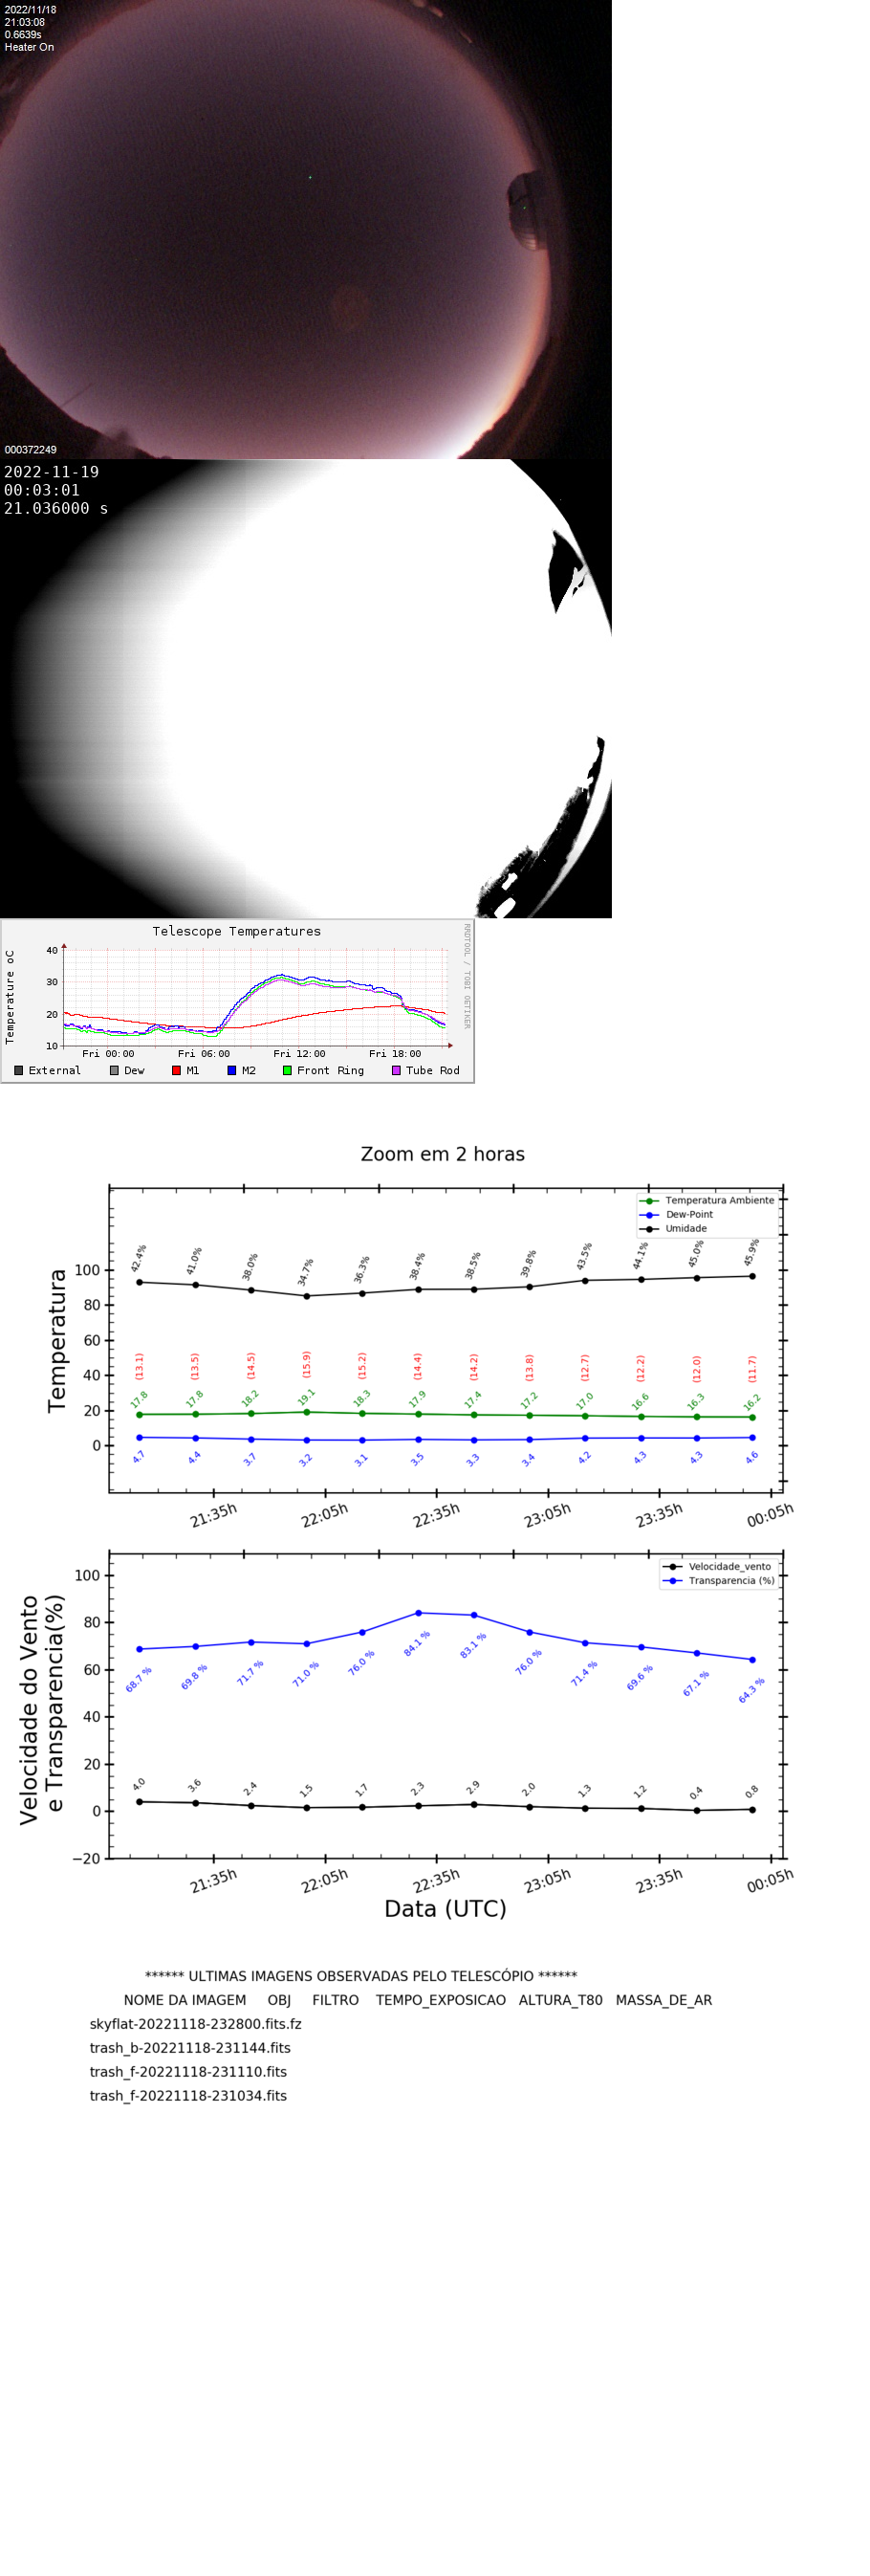 2022/11/18
21:03:08
0.6639s
Heater On
000372249
2022-11-19
00:03:01
21.036000 s
Telescope Temperatures
RRDTOOL / TOBI OETIKER
Temperature oC
40
30
20
10
Fri 00:00 Fri 06:00 Fri 12:00 Fri 18:00
External Dew M1 M2 Front Ring Tube Rod
Zoom em 2 horas
Temperatura Ambiente
Dew-Point
Umidade
Temperatura
100
80
60
40
20
0
42.4% 41.0% 38.0% 34.7% 36.3% 38.4% 38.5% 39.8% 43.5% 44.1% 45.0% 45.9%
(13.1) (13.5) (14.5) (15.9) (15.2) (14.4) (14.2) (13.8) (12.7) (12.2) (12.0) (11.7)
17.8 17.8 18.2 19.1 18.3 17.9 17.4 17.2 17.0 16.6 16.3 16.2
4.7 4.4 3.7 3.2 3.1 3.5 3.3 3.4 4.2 4.3 4.3 4.6
21:35h 22:05h 22:35h 23:05h 23:35h 00:05h
Velocidade_vento
Transparencia (%)
Velocidade do Vento
e Transparencia(%)
100
80
60
40
20
0
−20
68.7 % 69.8 % 71.7 % 71.0 % 76.0 % 84.1 % 83.1 % 76.0 % 71.4 % 69.6 % 67.1 % 64.3 %
4.0 3.6 2.4 1.5 1.7 2.3 2.9 2.0 1.3 1.2 0.4 0.8
21:35h 22:05h 22:35h 23:05h 23:35h 00:05h
Data (UTC)
****** ULTIMAS IMAGENS OBSERVADAS PELO TELESCÓPIO ******
NOME DA IMAGEM OBJ FILTRO TEMPO_EXPOSICAO ALTURA_T80 MASSA_DE_AR
skyflat-20221118-232800.fits.fz
trash_b-20221118-231144.fits
trash_f-20221118-231110.fits
trash_f-20221118-231034.fits